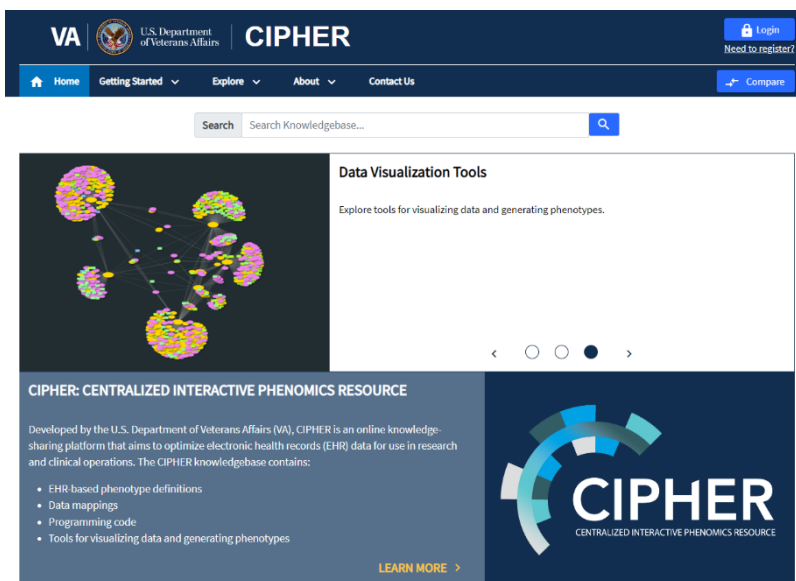 VA
U.S. Department
of Veterans Affairs
CIPHER
Login
Need to register?
Home
Getting Started
Explore
About
Contact Us
Compare
Search
Search Knowledgebase...
Data Visualization Tools
Explore tools for visualizing data and generating phenotypes.
CIPHER: CENTRALIZED INTERACTIVE PHENOMICS RESOURCE
Developed by the U.S. Department of Veterans Affairs (VA), CIPHER is an online knowledge-
sharing platform that aims to optimize electronic health records (EHR) data for use in research
and clinical operations. The CIPHER knowledgebase contains:
• EHR-based phenotype definitions
• Data mappings
• Programming code
• Tools for visualizing data and generating phenotypes
LEARN MORE >
CIPHER
CENTRALIZED INTERACTIVE PHENOMICS RESOURCE